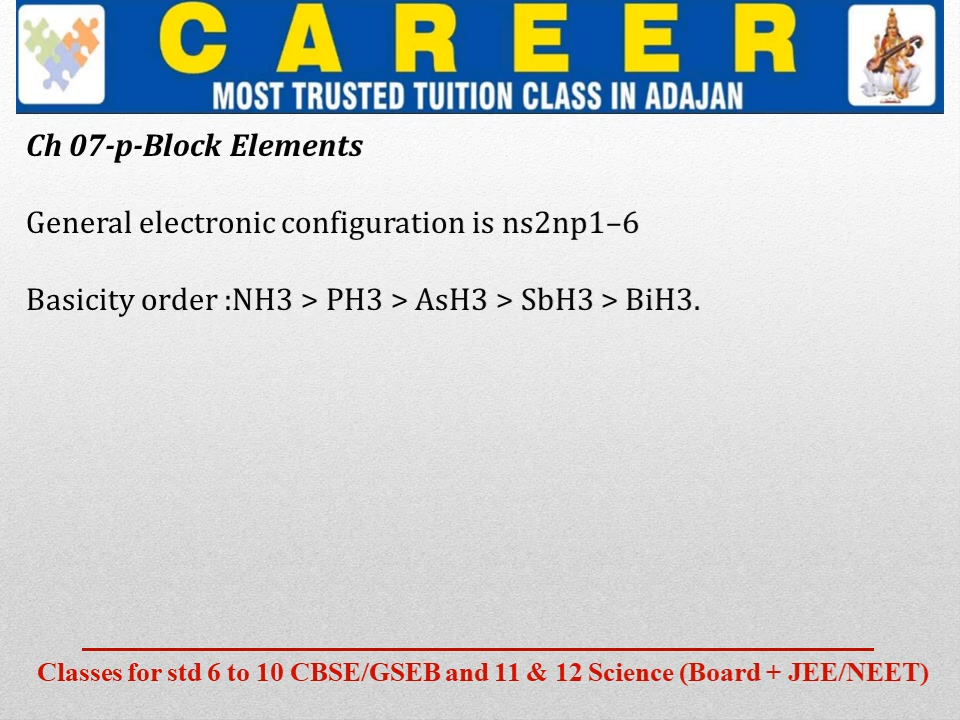 CAREER
MOST TRUSTED TUITION CLASS IN ADAJAN
Ch 07-p-Block Elements
General electronic configuration is ns2np1–6
Basicity order :NH3 > PH3 > AsH3 > SbH3 > BiH3.
Classes for std 6 to 10 CBSE/GSEB and 11 & 12 Science (Board + JEE/NEET)